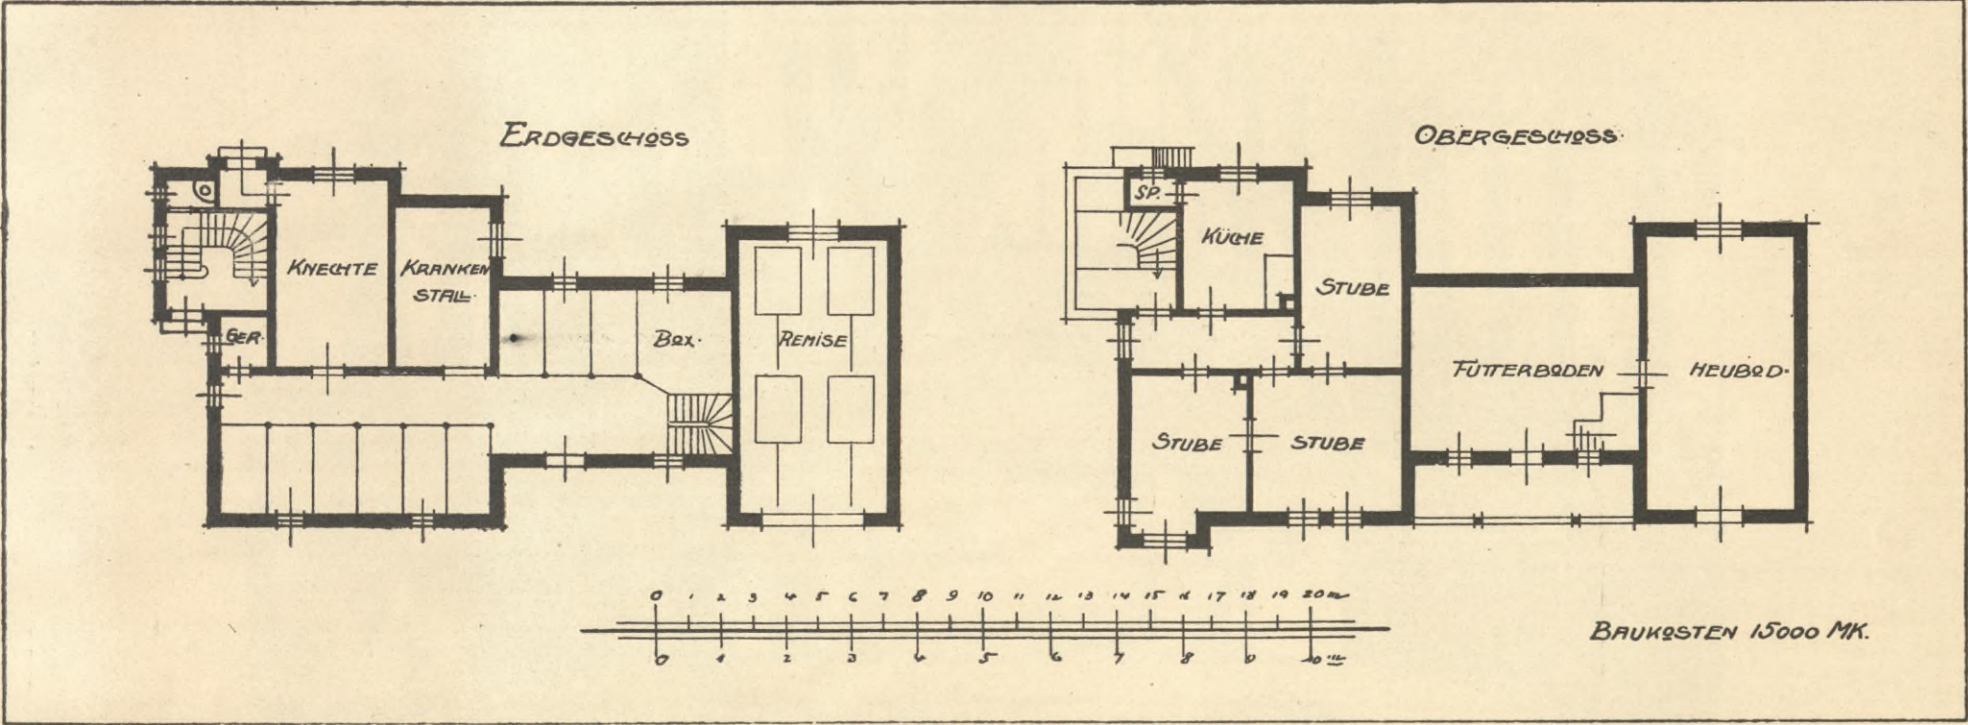 ERDGESCHOSS
KNECHTE
KRANKEN
STALL.
GER.
BOX.
REMISE
OBERGESCHOSS.
SP.
KÜCHE
STUBE
FUTTERBODEN
HEUBOD.
STUBE
STUBE
0 1 2 3 4 5 6 7 8 9 10 11 12 13 14 15 16 17 18 19 20 m
0 1 2 3 4 5 6 7 8 9 10 m
BAUKOSTEN 15000 MK.